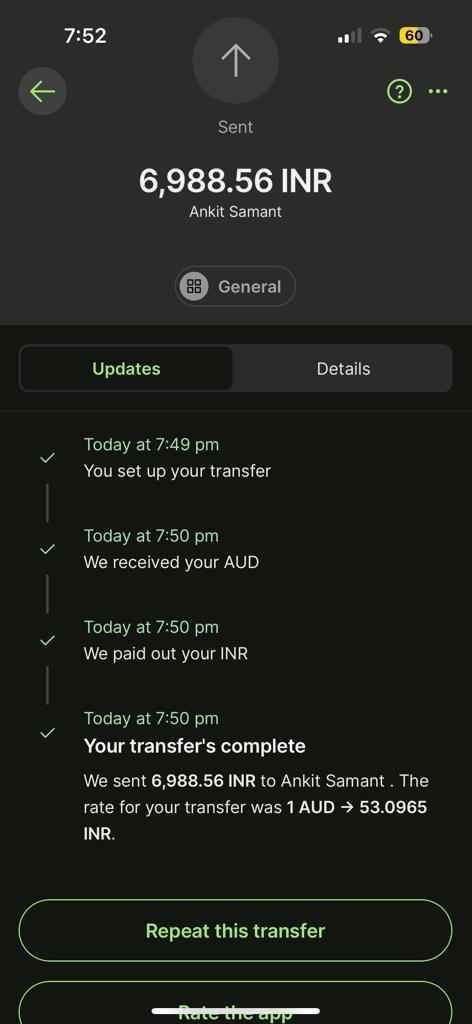 7:52
60
Sent
6,988.56 INR
Ankit Samant
General
Updates
Details
Today at 7:49 pm
You set up your transfer
Today at 7:50 pm
We received your AUD
Today at 7:50 pm
We paid out your INR
Today at 7:50 pm
Your transfer's complete
We sent 6,988.56 INR to Ankit Samant . The
rate for your transfer was 1 AUD → 53.0965
INR.
Repeat this transfer
Rate the app